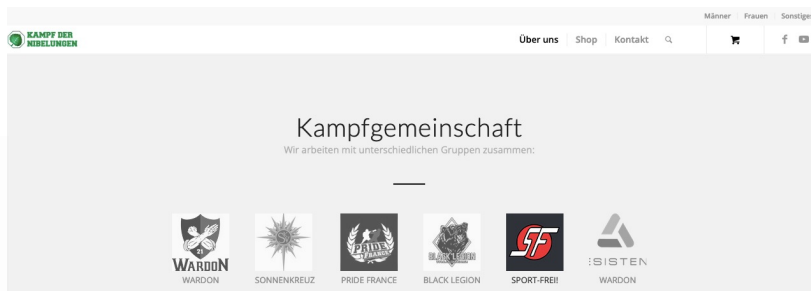 Männer Frauen Sonstige
KAMPF DER
NIBELUNGEN
Über uns Shop Kontakt
Kampfgemeinschaft
Wir arbeiten mit unterschiedlichen Gruppen zusammen:
21
WARDON
PRIDE
FRANCE
BLACK LEGION
SF
ESISTEN
WARDON SONNENKREUZ PRIDE FRANCE BLACK LEGION SPORT-FREI! WARDON